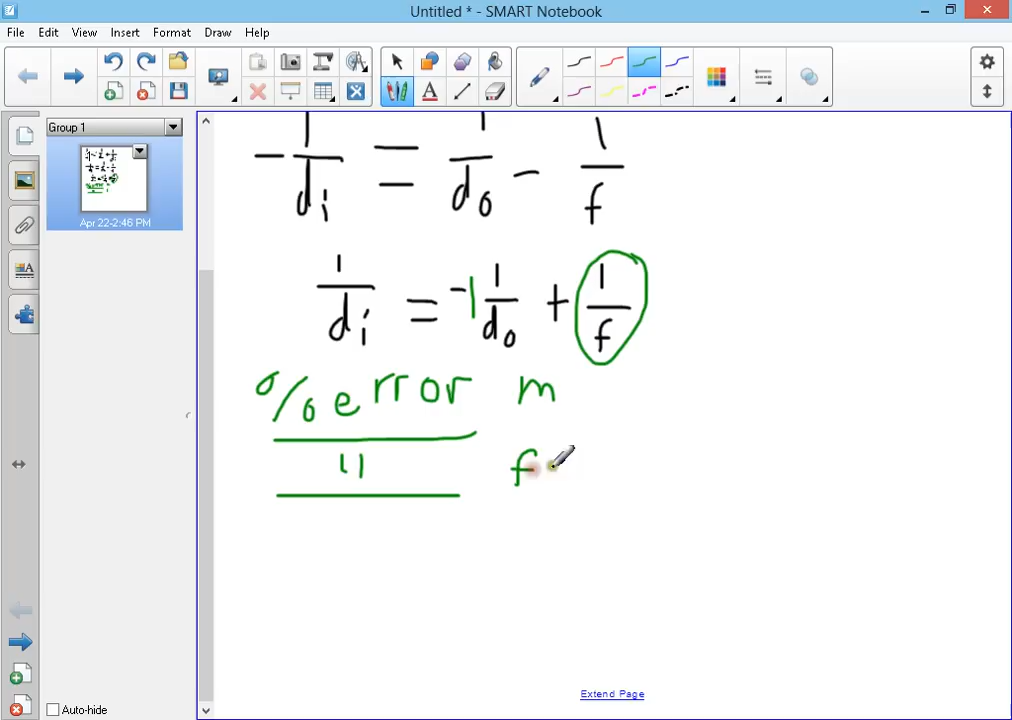 Untitled * - SMART Notebook
File Edit View Insert Format Draw Help
Group 1
Apr 22-2:46 PM
Auto-hide
- 1/di = 1/do - 1/f
1/di = -1 1/do + 1/f
% error m
" f
Extend Page